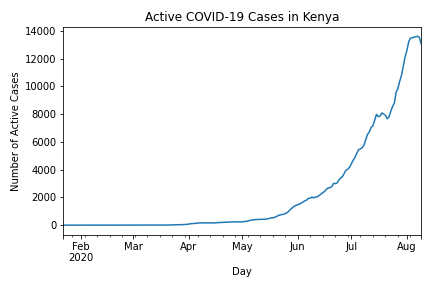 Active COVID-19 Cases in Kenya
Number of Active Cases
14000
12000
10000
8000
6000
4000
2000
0
Feb Mar Apr May Jun Jul Aug
2020
Day